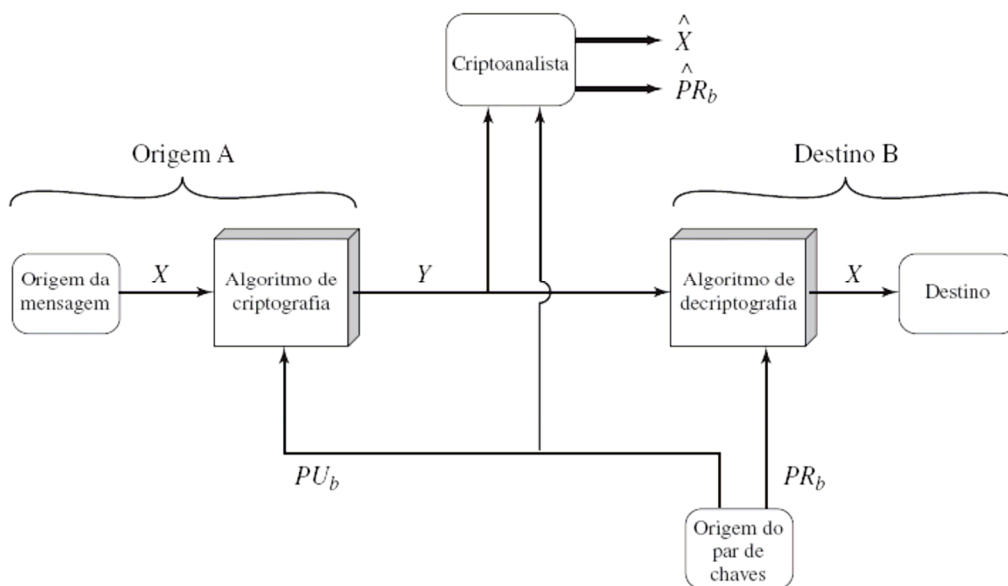 Criptoanalista
X̂
P̂R_b
Origem A
Destino B
Origem da
mensagem
X
Algoritmo de
criptografia
Y
Algoritmo de
decriptografia
X
Destino
PU_b
PR_b
Origem do
par de
chaves